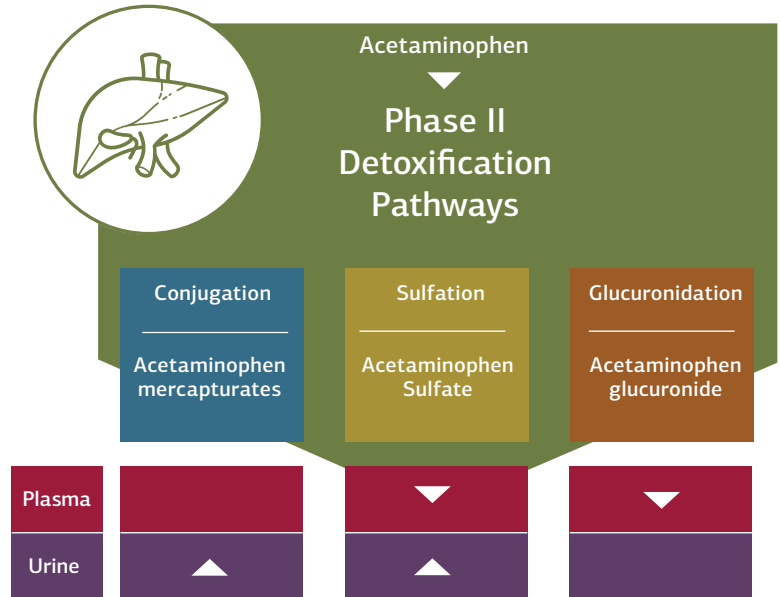 Acetaminophen
Phase II
Detoxification
Pathways
Conjugation
Acetaminophen
mercapturates
Sulfation
Acetaminophen
Sulfate
Glucuronidation
Acetaminophen
glucuronide
Plasma
Urine